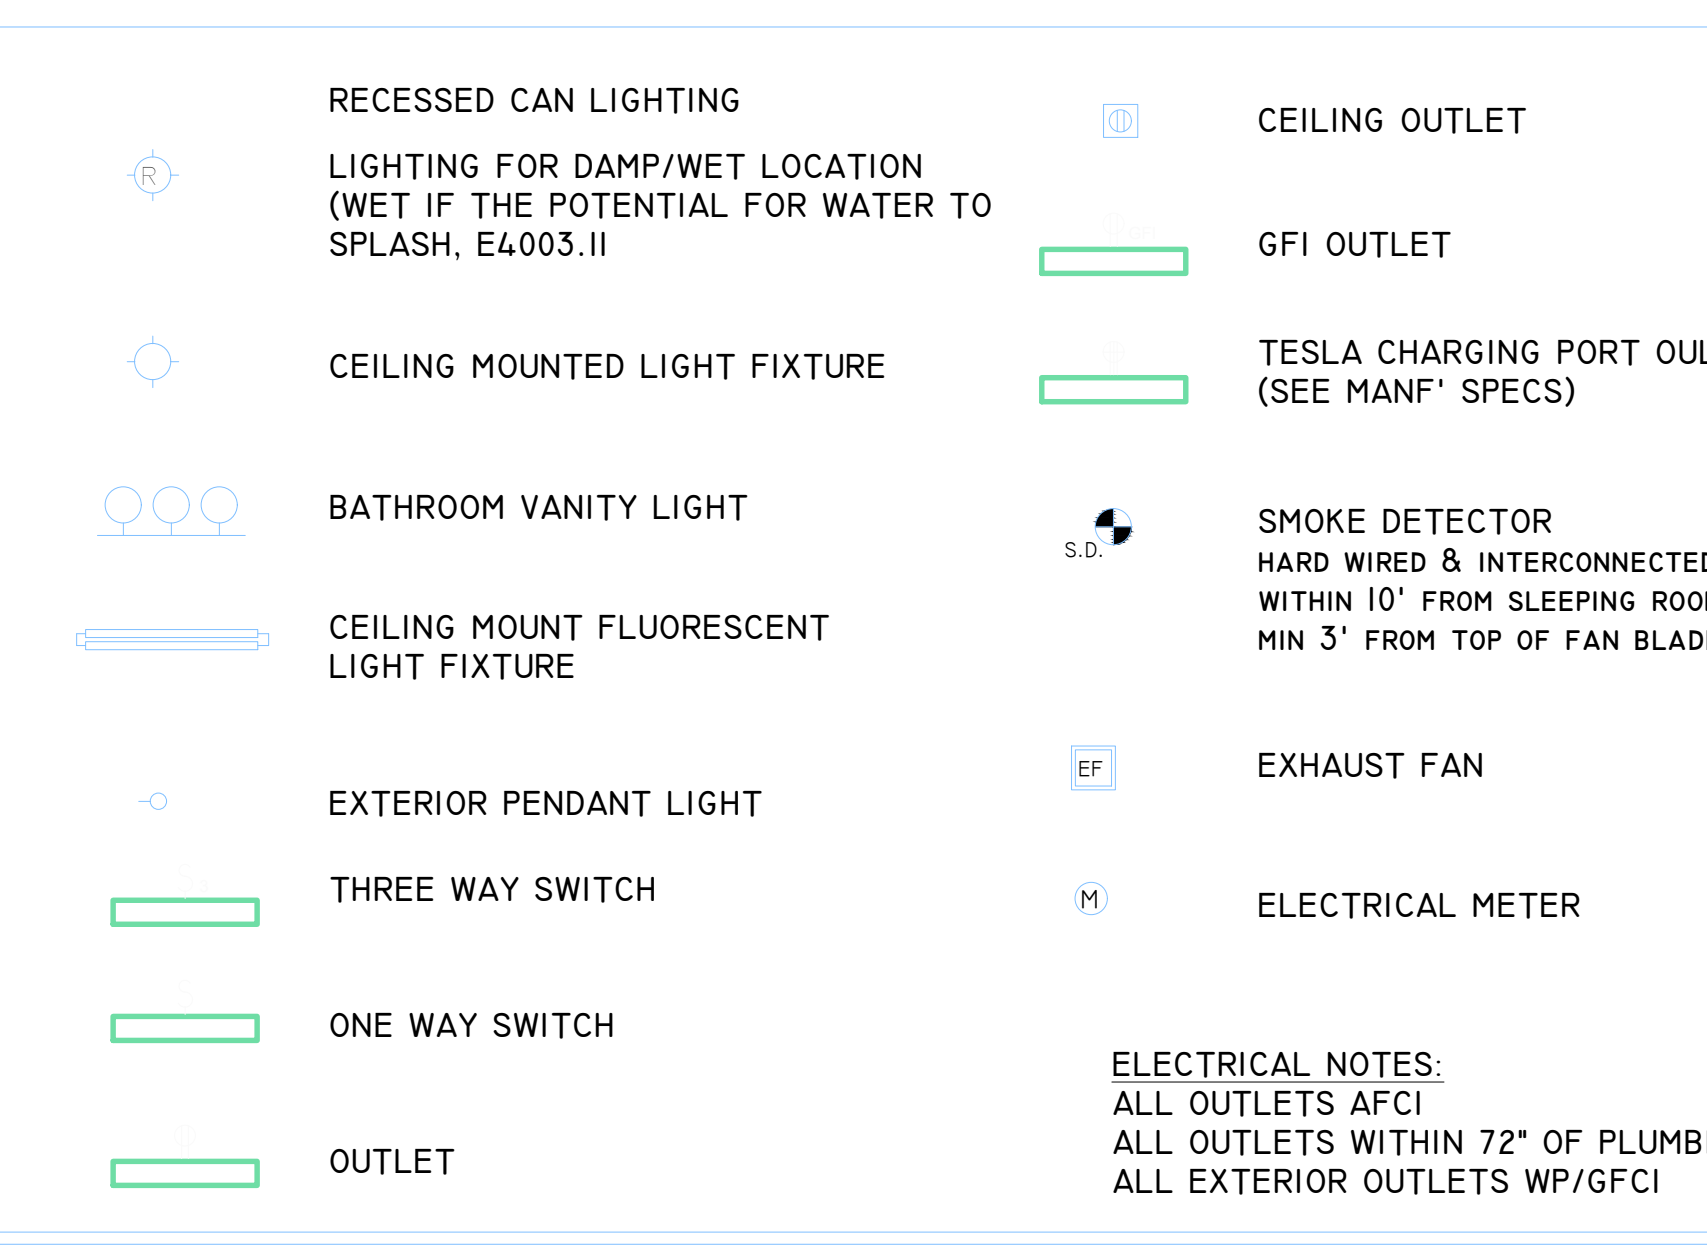 RECESSED CAN LIGHTING
R
LIGHTING FOR DAMP/WET LOCATION
(WET IF THE POTENTIAL FOR WATER TO
SPLASH, E4003.11
CEILING MOUNTED LIGHT FIXTURE
BATHROOM VANITY LIGHT
CEILING MOUNT FLUORESCENT
LIGHT FIXTURE
EXTERIOR PENDANT LIGHT
$3
THREE WAY SWITCH
$
ONE WAY SWITCH
OUTLET
CEILING OUTLET
GFI
GFI OUTLET
TESLA CHARGING PORT
(SEE MANF' SPECS)
S.D.
SMOKE DETECTOR
HARD WIRED & INTERCONNECTED
WITHIN 10' FROM SLEEPING
MIN 3' FROM TOP OF FAN
EF
EXHAUST FAN
M
ELECTRICAL METER
ELECTRICAL NOTES:
ALL OUTLETS AFCI
ALL OUTLETS WITHIN 72" OF
ALL EXTERIOR OUTLETS WP/GFCI